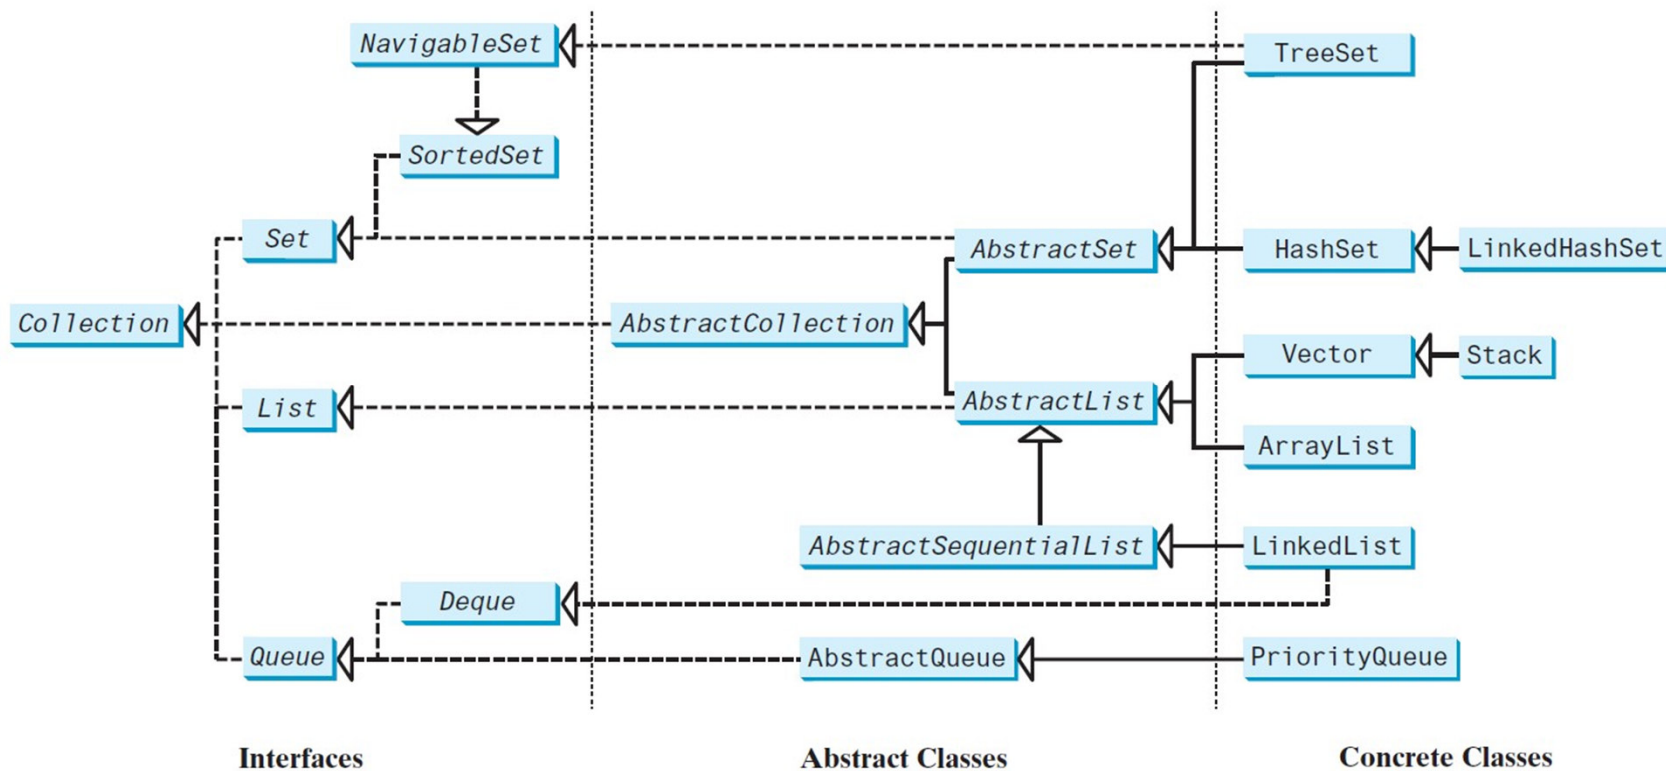 NavigableSet
TreeSet
SortedSet
Set
AbstractSet
HashSet
LinkedHashSet
Collection
AbstractCollection
Vector
Stack
List
AbstractList
ArrayList
AbstractSequentialList
LinkedList
Deque
Queue
AbstractQueue
PriorityQueue
Interfaces
Abstract Classes
Concrete Classes